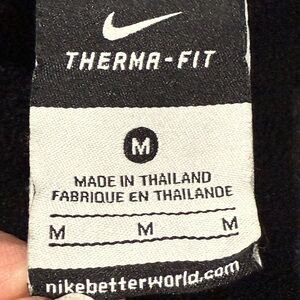 THERMA-FIT
M
MADE IN THAILAND
FABRIQUE EN THAILANDE
M M M
nikebetterworld.com